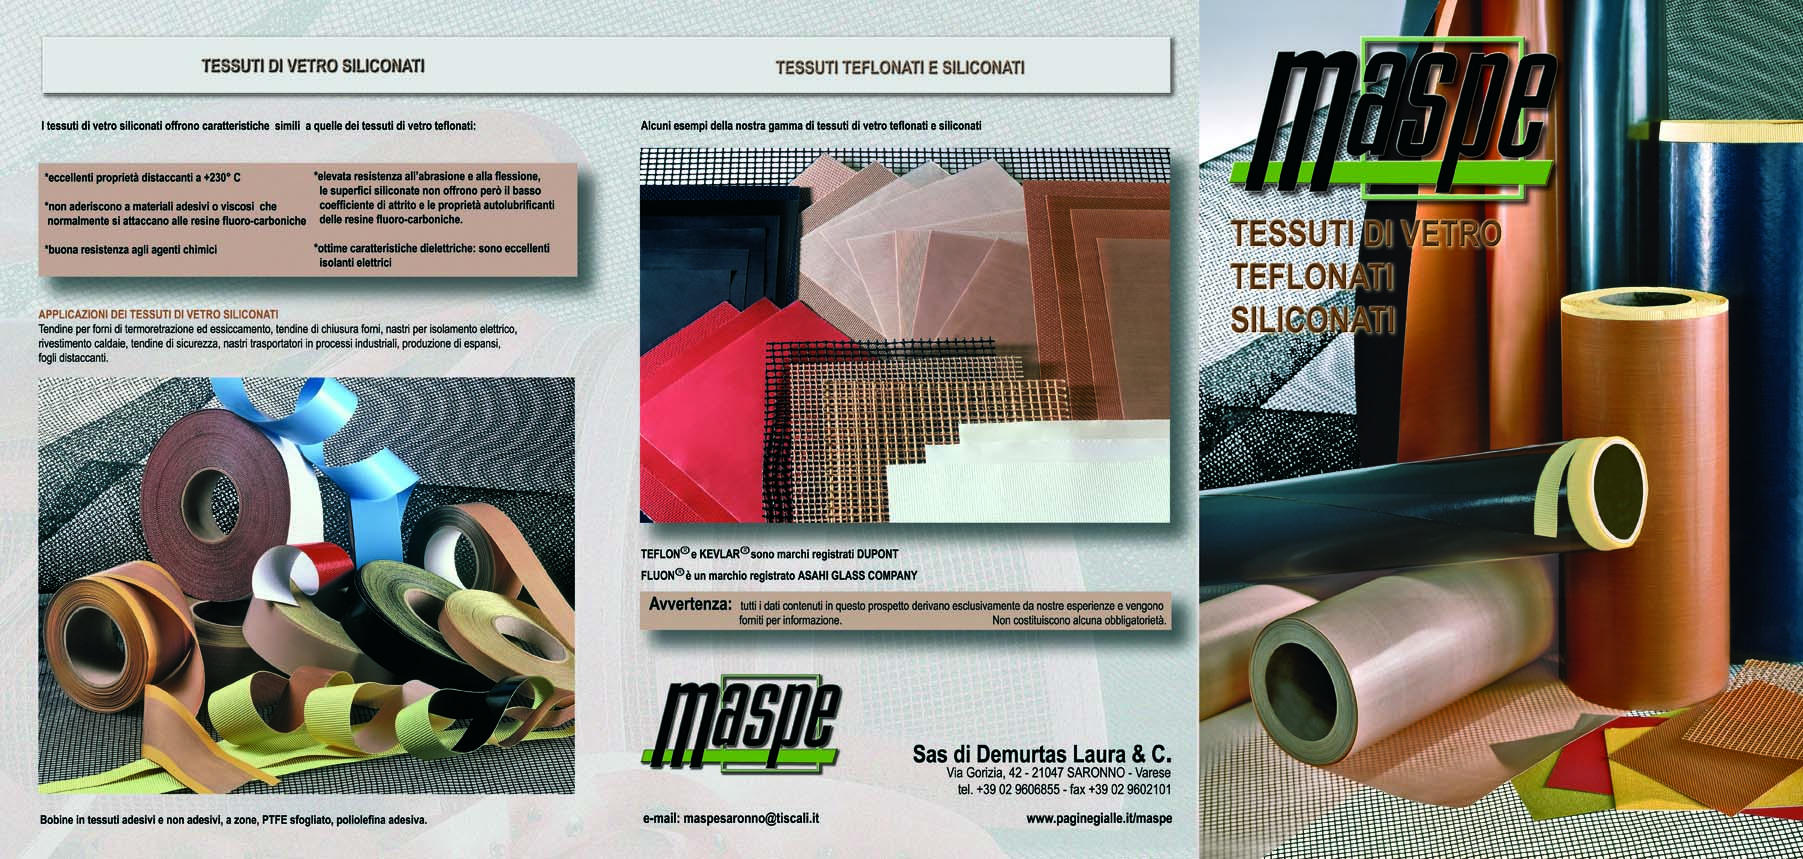 TESSUTI DI VETRO SILICONATI
I tessuti di vetro siliconati offrono caratteristiche simili a quelle dei tessuti di vetro teflonati:
*eccellenti proprietà distaccanti a +230° C
*non aderiscono a materiali adesivi o viscosi che
normalmente si attaccano alle resine fluoro-carboniche
*buona resistenza agli agenti chimici
*elevata resistenza all'abrasione e alla flessione,
le superfici siliconate non offrono però il basso
coefficiente di attrito e le proprietà autolubrificanti
delle resine fluoro-carboniche.
*ottime caratteristiche dielettriche: sono eccellenti
isolanti elettrici
APPLICAZIONI DEI TESSUTI DI VETRO SILICONATI
Tendine per forni di termoretrazione ed essiccamento, tendine di chiusura forni, nastri per isolamento elettrico,
rivestimento caldaie, tendine di sicurezza, nastri trasportatori in processi industriali, produzione di espansi,
fogli distaccanti.
Bobine in tessuti adesivi e non adesivi, a zone, PTFE sfogliato, poliolefina adesiva.
TESSUTI TEFLONATI E SILICONATI
Alcuni esempi della nostra gamma di tessuti di vetro teflonati e siliconati
TEFLON® e KEVLAR® sono marchi registrati DUPONT
FLUON® è un marchio registrato ASAHI GLASS COMPANY
Avvertenza: tutti i dati contenuti in questo prospetto derivano esclusivamente da nostre esperienze e vengono
forniti per informazione. Non costituiscono alcuna obbligatorietà.
maspe
Sas di Demurtas Laura & C.
Via Gorizia, 42 - 21047 SARONNO - Varese
tel. +39 02 9606855 - fax +39 02 9602101
e-mail: maspesaronno@tiscali.it www.paginegialle.it/maspe
maspe
TESSUTI DI VETRO
TEFLONATI
SILICONATI